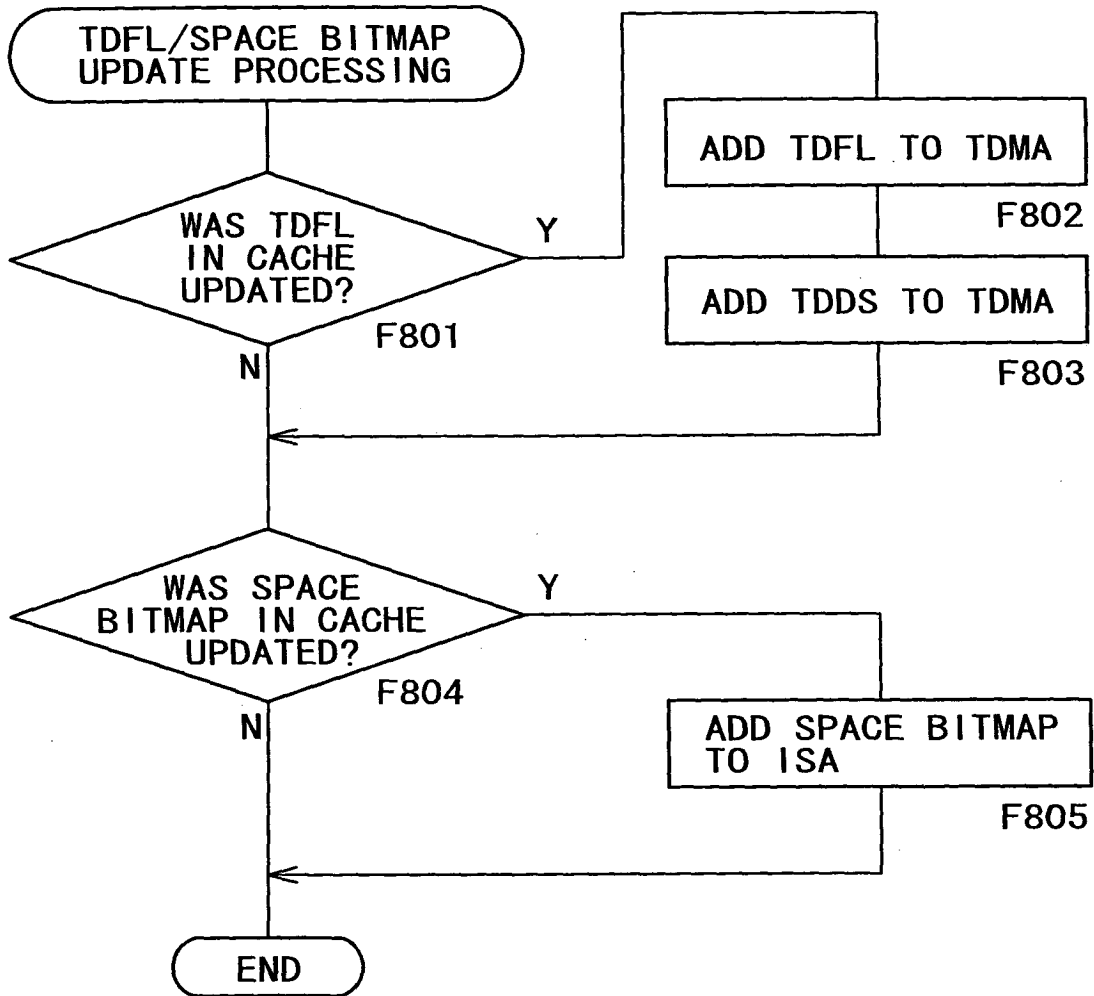 TDFL/SPACE BITMAP
UPDATE PROCESSING
WAS TDFL
IN CACHE
UPDATED?
F801
Y
N
ADD TDFL TO TDMA
F802
ADD TDDS TO TDMA
F803
WAS SPACE
BITMAP IN CACHE
UPDATED?
F804
Y
N
ADD SPACE BITMAP
TO ISA
F805
END